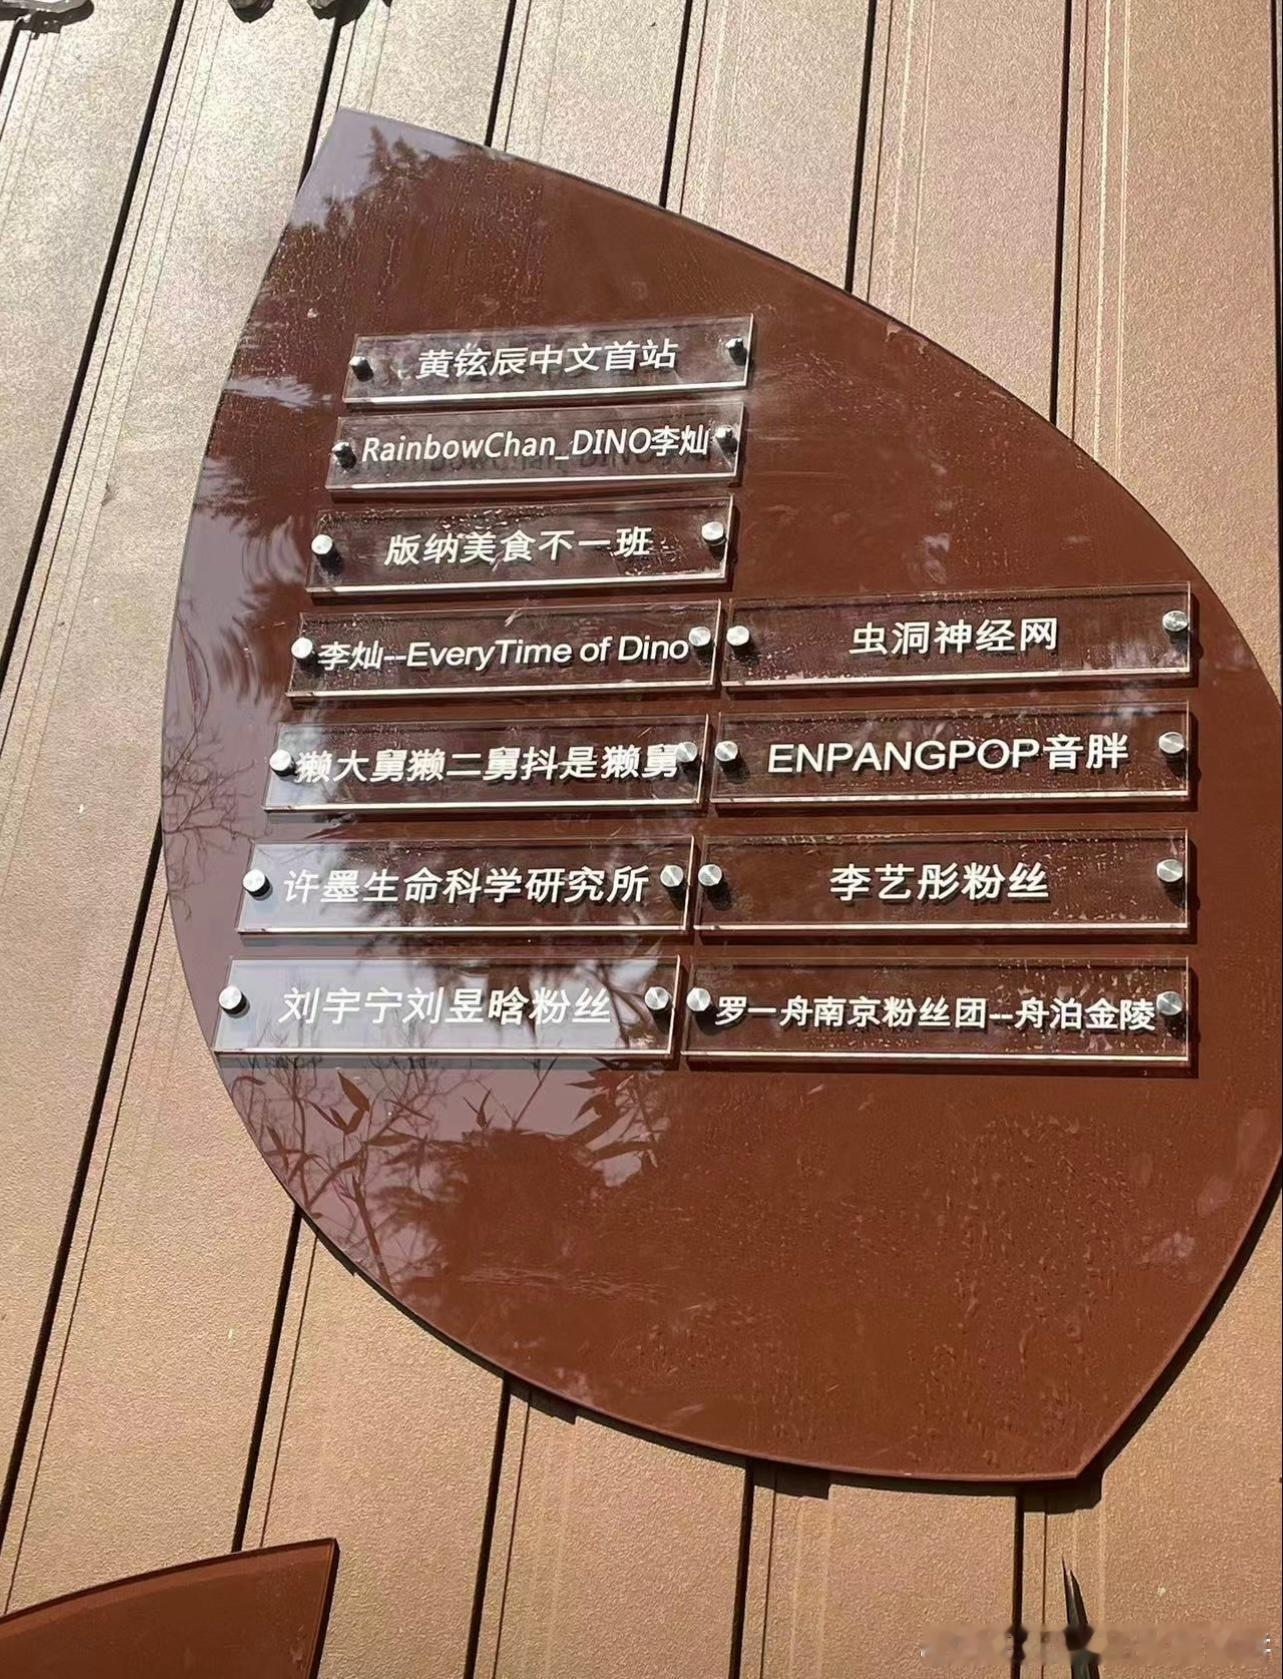 黄铉辰中文首站
RainbowChan_DINO李灿
版纳美食不一班
李灿--EveryTime of Dino
虫洞神经网
獭大舅獭二舅抖是獭舅
ENPANGPOP音胖
许墨生命科学研究所
李艺彤粉丝
刘宇宁刘昱晗粉丝
罗一舟南京粉丝团--舟泊金陵